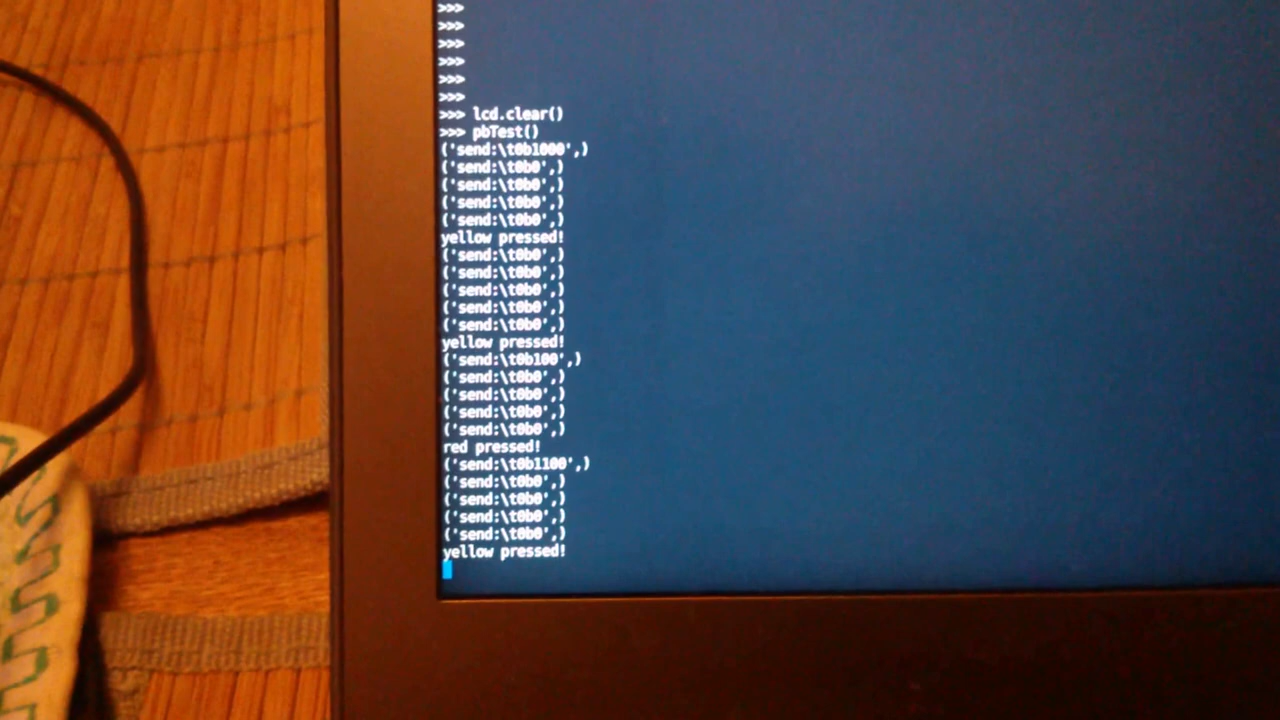 >>>
>>>
>>>
>>>
>>>
>>>
>>> lcd.clear()
>>> pbTest()
('send:\t0b1000',)
('send:\t0b0',)
('send:\t0b0',)
('send:\t0b0',)
('send:\t0b0',)
yellow pressed!
('send:\t0b0',)
('send:\t0b0',)
('send:\t0b0',)
('send:\t0b0',)
('send:\t0b0',)
yellow pressed!
('send:\t0b100',)
('send:\t0b0',)
('send:\t0b0',)
('send:\t0b0',)
('send:\t0b0',)
red pressed!
('send:\t0b1100',)
('send:\t0b0',)
('send:\t0b0',)
('send:\t0b0',)
('send:\t0b0',)
yellow pressed!